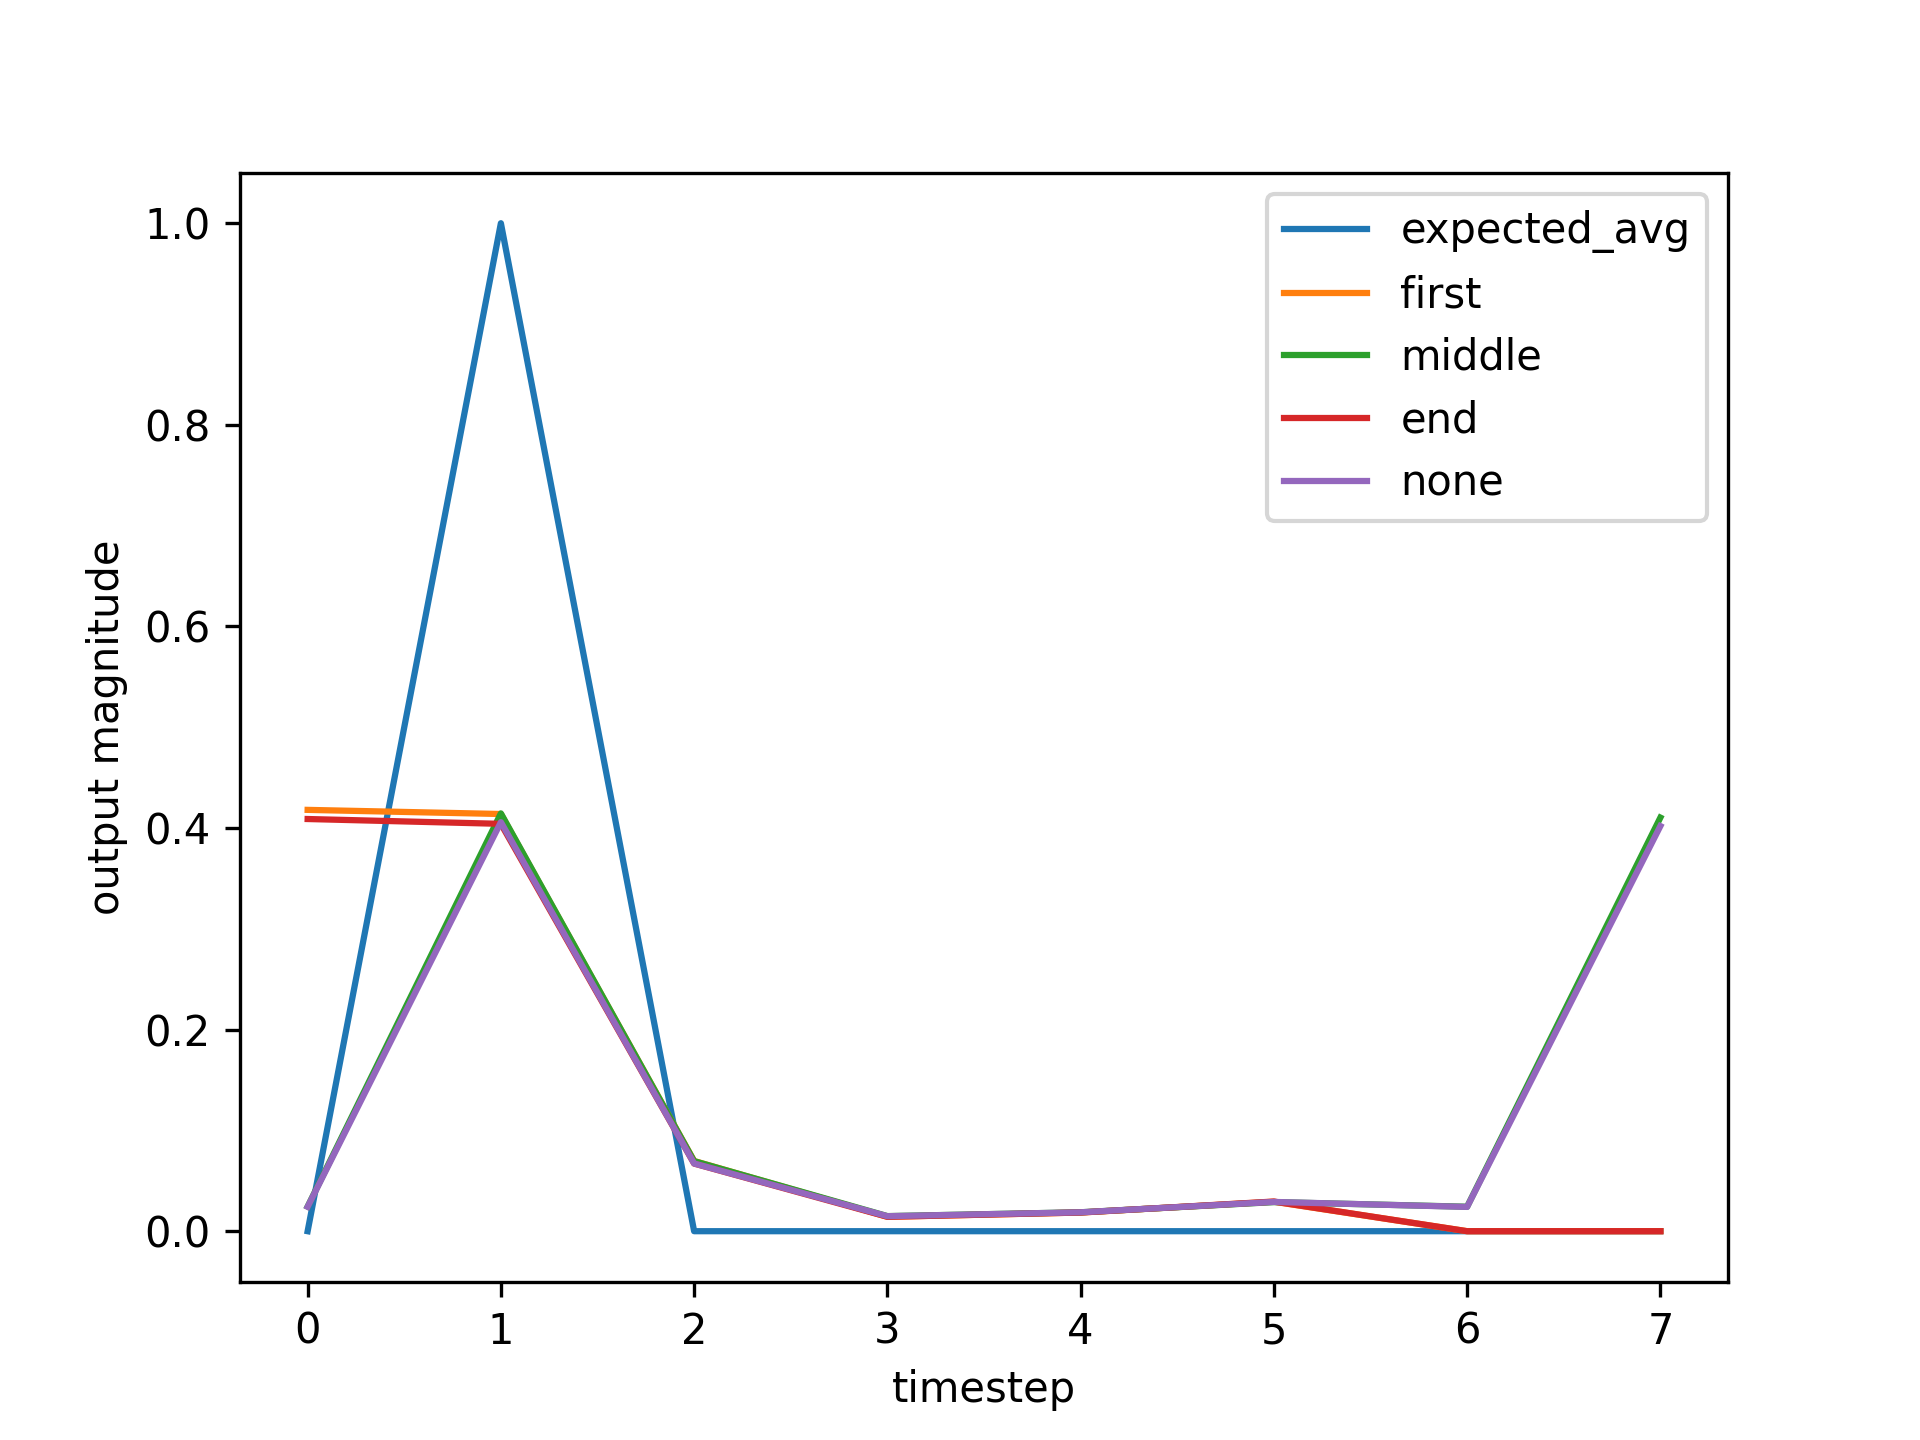 expected_avg
first
middle
end
none
1.0
0.8
0.6
0.4
0.2
0.0
output magnitude
0 1 2 3 4 5 6 7
timestep